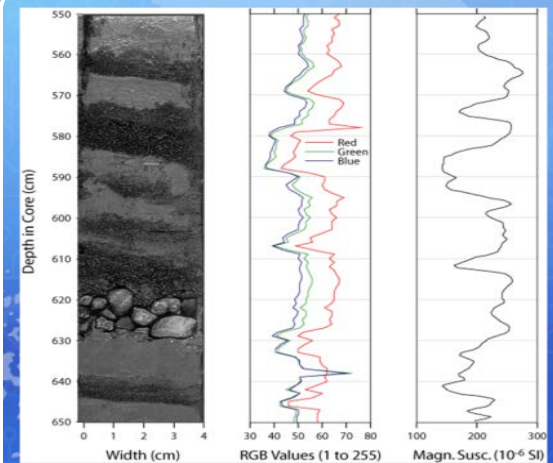 550
560
570
580
590
600
610
620
630
640
650
Depth in Core (cm)
0 1 2 3 4
Width (cm)
Red
Green
Blue
30 40 50 60 70 80
RGB Values (1 to 255)
100 200 300
Magn. Susc. (10⁻⁶ SI)